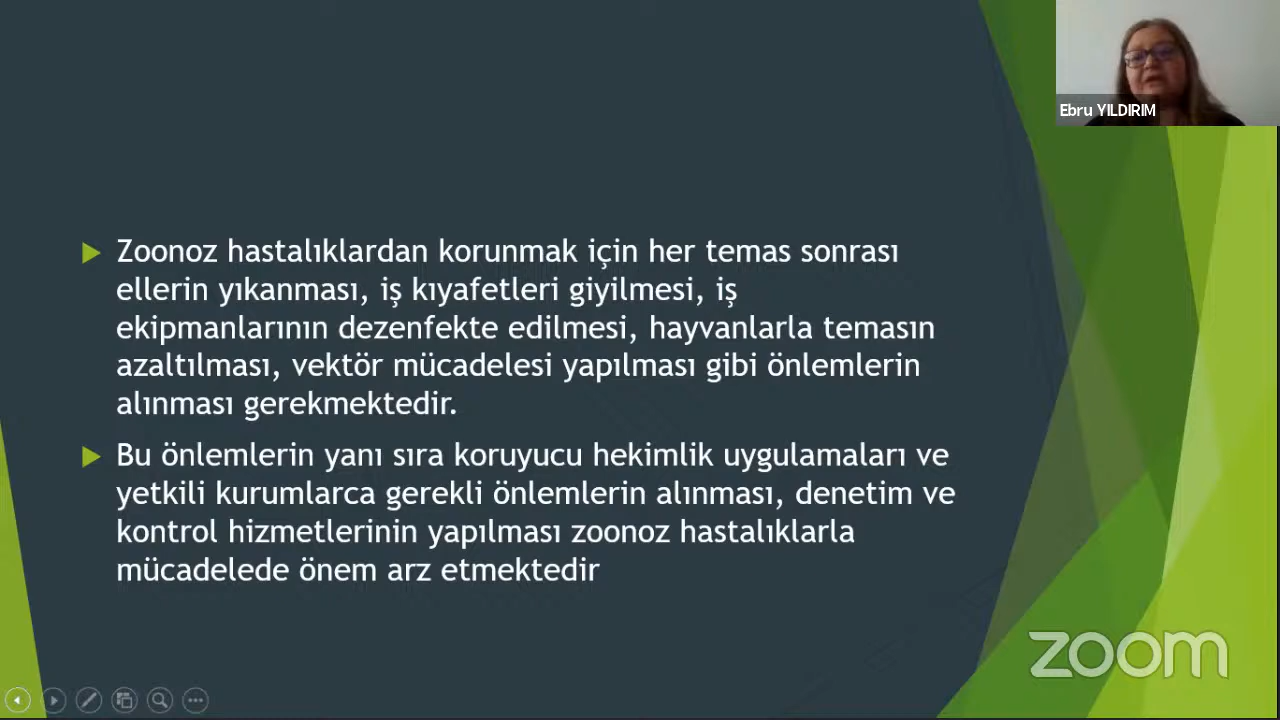 Ebru YILDIRIM
Zoonoz hastalıklardan korunmak için her temas sonrası
ellerin yıkanması, iş kıyafetleri giyilmesi, iş
ekipmanlarının dezenfekte edilmesi, hayvanlarla temasın
azaltılması, vektör mücadelesi yapılması gibi önlemlerin
alınması gerekmektedir.
Bu önlemlerin yanı sıra koruyucu hekimlik uygulamaları ve
yetkili kurumlarca gerekli önlemlerin alınması, denetim ve
kontrol hizmetlerinin yapılması zoonoz hastalıklarla
mücadelede önem arz etmektedir
zoom